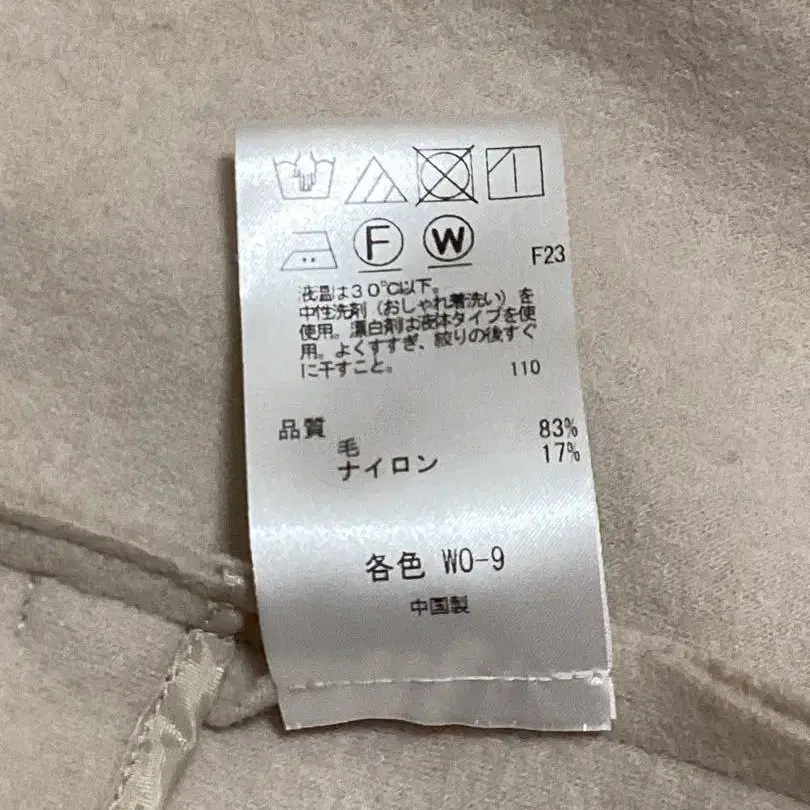 F W
F23
液温は30℃以下。
中性洗剤(おしゃれ着洗い)を
使用。漂白剤は液体タイプを使
用。よくすすぎ、絞りの後すぐ
に干すこと。
110
品質
毛 83%
ナイロン 17%
各色 WO-9
中国製